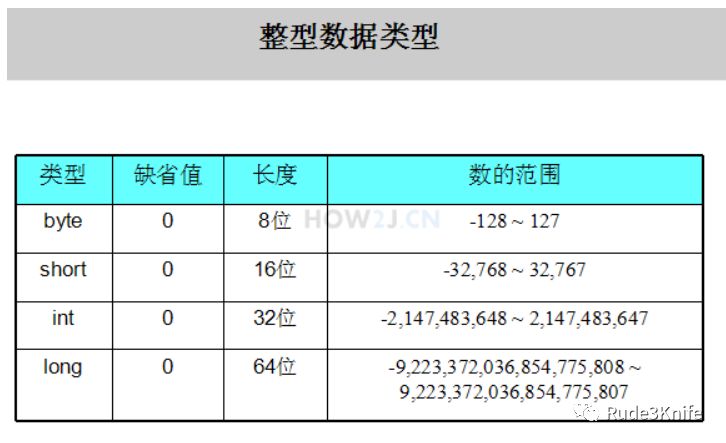 整型数据类型
类型 缺省值 长度 数的范围
byte 0 8位 -128 ~ 127
HOW2J.CN
short 0 16位 -32,768 ~ 32,767
int 0 32位 -2,147,483,648 ~ 2,147,483,647
long 0 64位 -9,223,372,036,854,775,808 ~
9,223,372,036,854,775,807
Rude3Knife